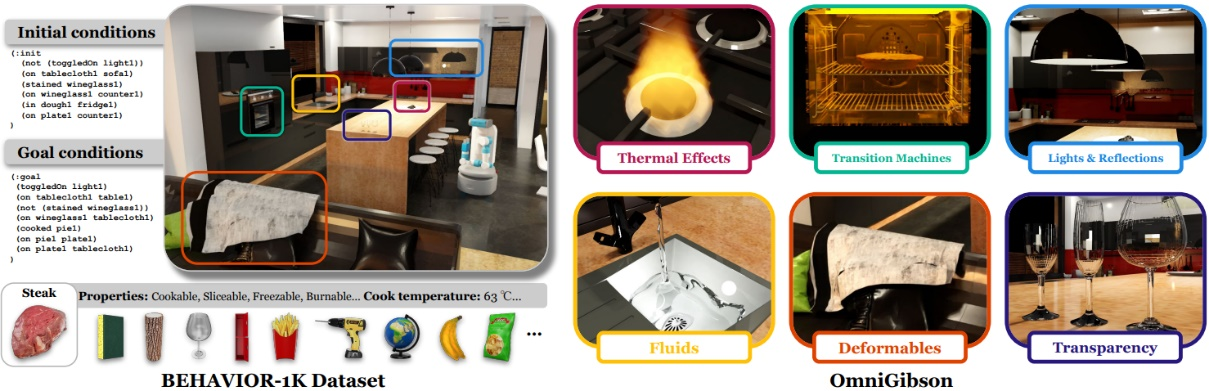 Initial conditions
(:init
(not (toggledOn light1))
(on tablecloth1 sofa1)
(stained wineglass1)
(on wineglass1 counter1)
(in dough1 fridge1)
(on plate1 counter1)
)
Goal conditions
(:goal
(toggledOn light1)
(on tablecloth1 table1)
(not (stained wineglass1))
(on wineglass1 tablecloth1)
(cooked pie1)
(on pie1 plate1)
(on plate1 tablecloth1)
)
Steak
Properties: Cookable, Sliceable, Freezable, Burnable... Cook temperature: 63 ℃...
...
BEHAVIOR-1K Dataset
Thermal Effects
Transition Machines
Lights & Reflections
Fluids
Deformables
Transparency
OmniGibson